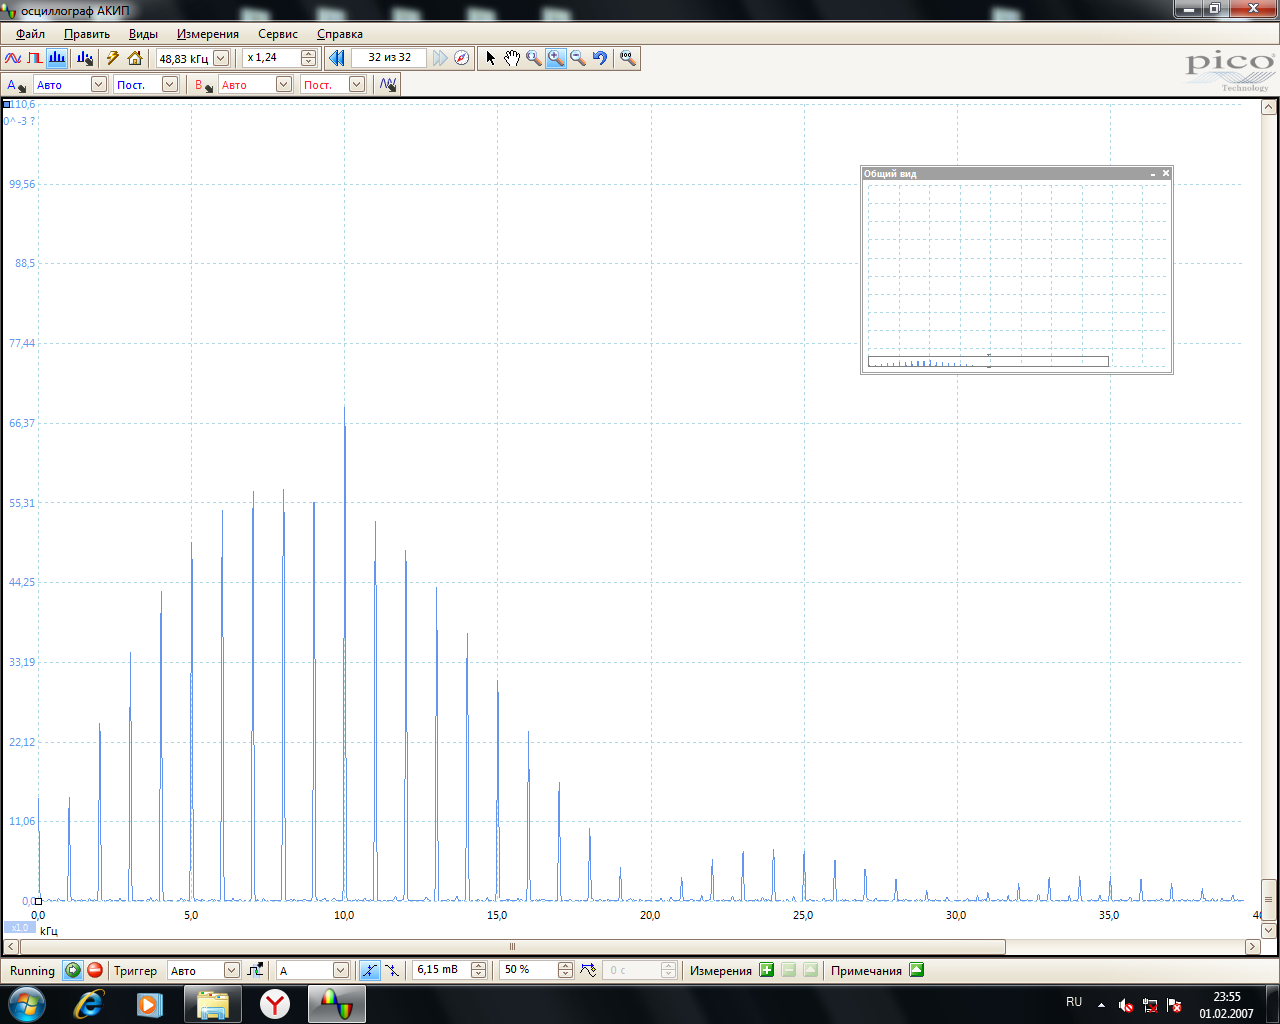 осциллограф АКИП
Файл Править Виды Измерения Сервис Справка
48,83 кГц x 1,24 32 из 32
pico
Technology
A Авто Пост. B Авто Пост.
110,6
0^-3 ?
99,56
88,5
77,44
66,37
55,31
44,25
33,19
22,12
11,06
0,0
Общий вид
0,0 5,0 10,0 15,0 20,0 25,0 30,0 35,0 40
x1,0
кГц
Running Триггер Авто A 6,15 mB 50 % 0 с Измерения Примечания
RU
23:55
01.02.2007